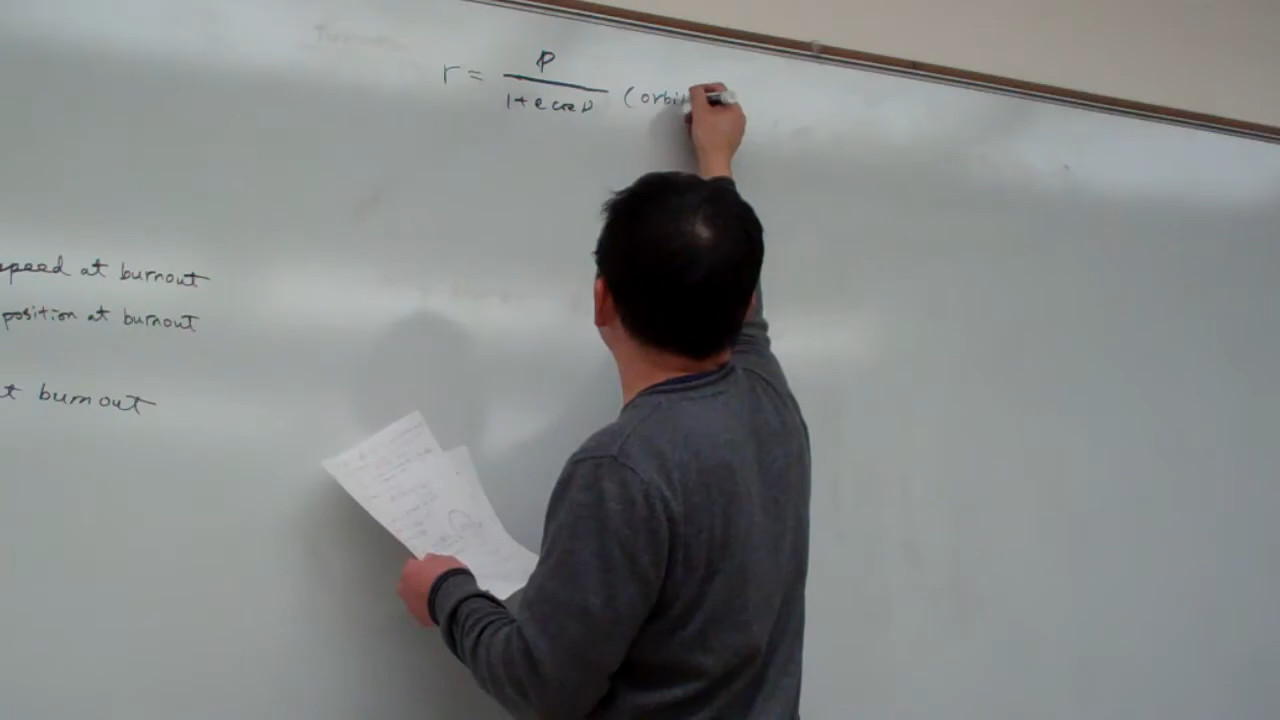 r = p / (1 + e cos ν) (orbi
speed at burnout
position at burnout
t burnout